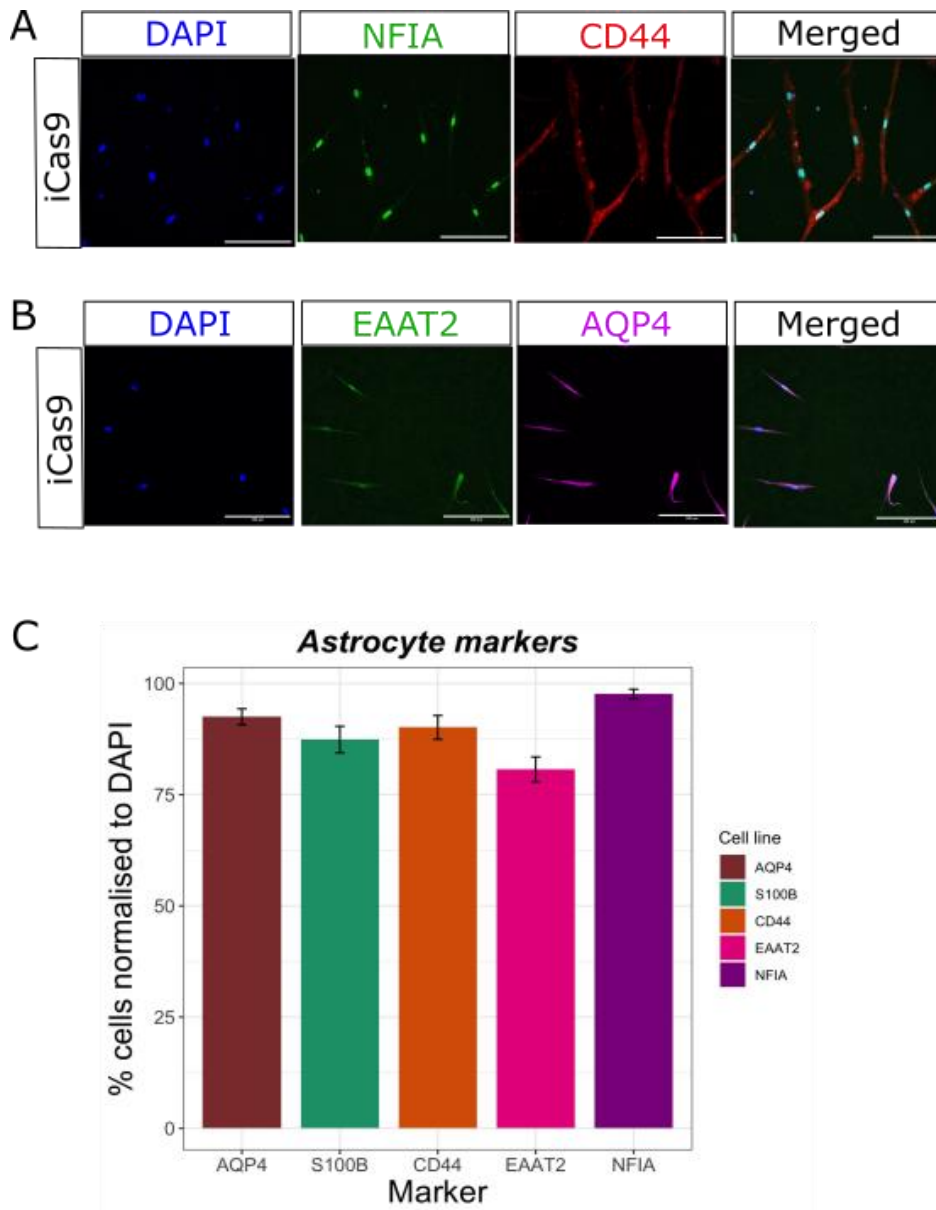 A
DAPI NFIA CD44 Merged
iCas9
B
DAPI EAAT2 AQP4 Merged
iCas9
C
Astrocyte markers
% cells normalised to DAPI
100
75
50
25
0
AQP4 S100B CD44 EAAT2 NFIA
Marker
Cell line
AQP4
S100B
CD44
EAAT2
NFIA